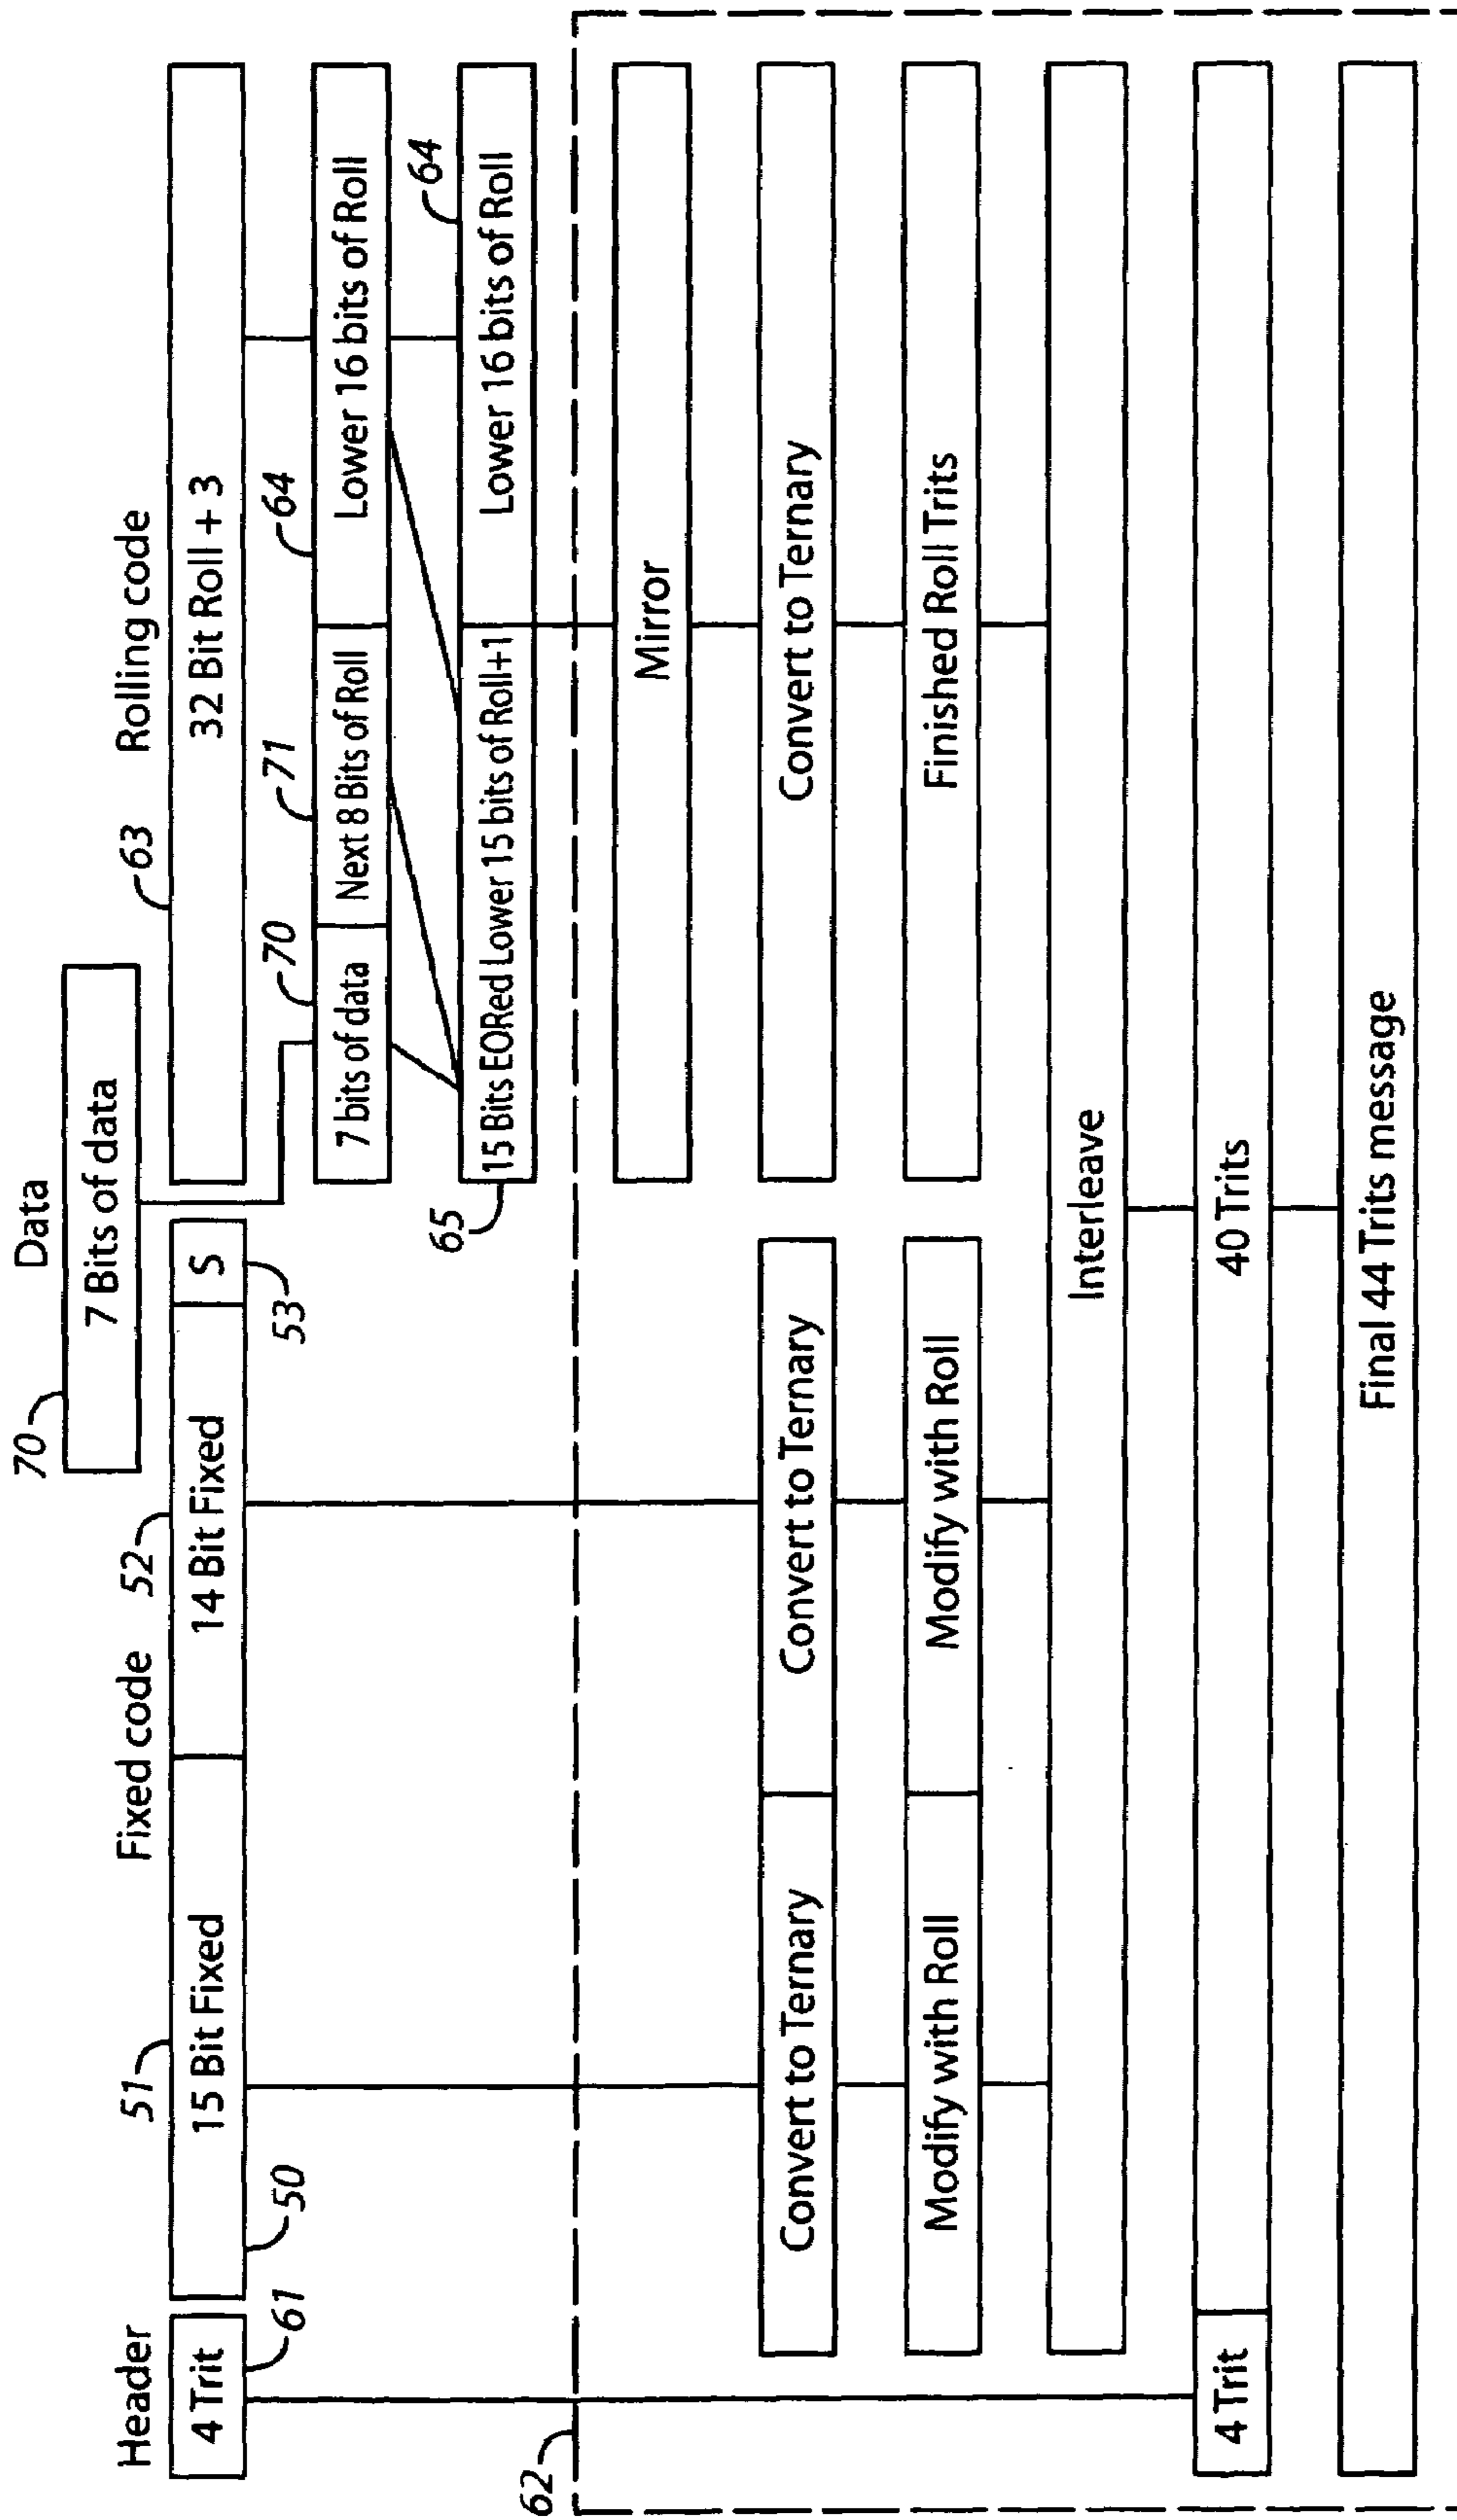 Data
70
7 Bits of data
Header
Fixed code
Rolling code
51
52
63
4 Trit
15 Bit Fixed
14 Bit Fixed
S
32 Bit Roll + 3
61
50
53
70
71
64
7 bits of data
Next 8 Bits of Roll
Lower 16 bits of Roll
65
64
15 Bits EORed Lower 15 bits of Roll+1
Lower 16 bits of Roll
62
Mirror
Convert to Ternary
Convert to Ternary
Convert to Ternary
Modify with Roll
Modify with Roll
Finished Roll Trits
Interleave
4 Trit
40 Trits
Final 44 Trits message